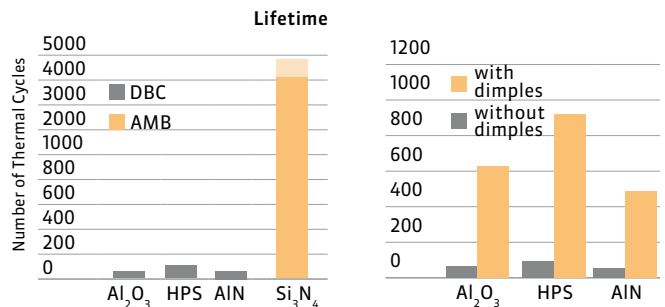 Lifetime
Number of Thermal Cycles
5000
4000
3000
2000
1000
800
600
400
200
0
DBC
AMB
Al₂O₃ HPS AlN Si₃N₄
1200
1000
800
600
400
200
0
with
dimples
without
dimples
Al₂O₃ HPS AlN